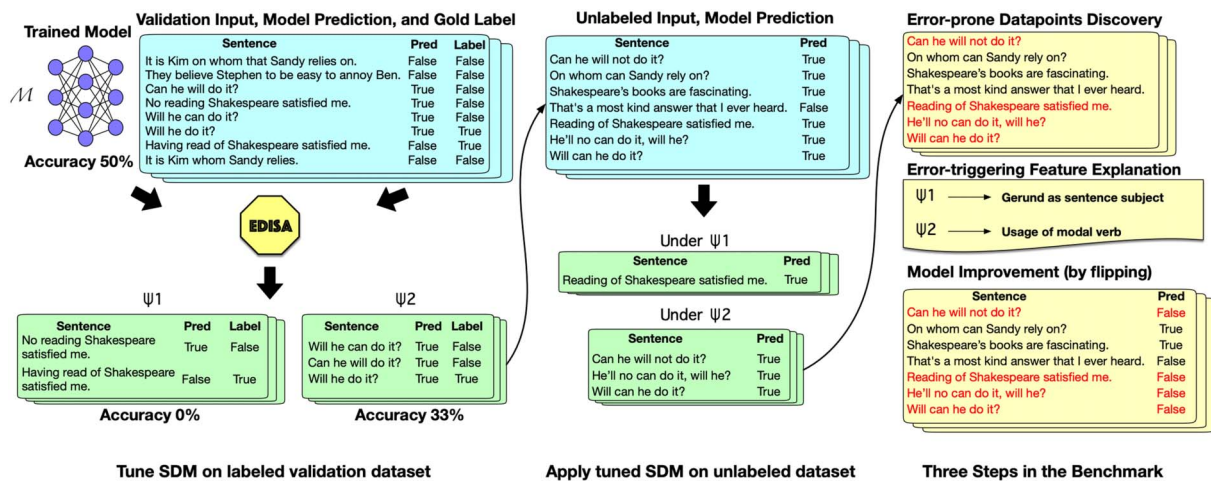 Trained Model
M
Accuracy 50%
Validation Input, Model Prediction, and Gold Label
Sentence Pred Label
It is Kim on whom that Sandy relies on. False False
They believe Stephen to be easy to annoy Ben. False False
Can he will do it? True False
No reading Shakespeare satisfied me. True False
Will he can do it? True False
Will he do it? True True
Having read of Shakespeare satisfied me. False True
It is Kim whom Sandy relies. False False
EDISA
Ψ1
Sentence Pred Label
No reading Shakespeare
satisfied me. True False
Having read of Shakespeare
satisfied me. False True
Accuracy 0%
Ψ2
Sentence Pred Label
Will he can do it? True False
Can he will do it? True False
Will he do it? True True
Accuracy 33%
Tune SDM on labeled validation dataset
Unlabeled Input, Model Prediction
Sentence Pred
Can he will not do it? True
On whom can Sandy rely on? True
Shakespeare's books are fascinating. True
That's a most kind answer that I ever heard. False
Reading of Shakespeare satisfied me. True
He'll no can do it, will he? True
Will can he do it? True
Under Ψ1
Sentence Pred
Reading of Shakespeare satisfied me. True
Under Ψ2
Sentence Pred
Can he will not do it? True
He'll no can do it, will he? True
Will can he do it? True
Apply tuned SDM on unlabeled dataset
Error-prone Datapoints Discovery
Can he will not do it?
On whom can Sandy rely on?
Shakespeare's books are fascinating.
That's a most kind answer that I ever heard.
Reading of Shakespeare satisfied me.
He'll no can do it, will he?
Will can he do it?
Error-triggering Feature Explanation
Ψ1 Gerund as sentence subject
Ψ2 Usage of modal verb
Model Improvement (by flipping)
Sentence Pred
Can he will not do it? False
On whom can Sandy rely on? True
Shakespeare's books are fascinating. True
That's a most kind answer that I ever heard. False
Reading of Shakespeare satisfied me. False
He'll no can do it, will he? False
Will can he do it? False
Three Steps in the Benchmark